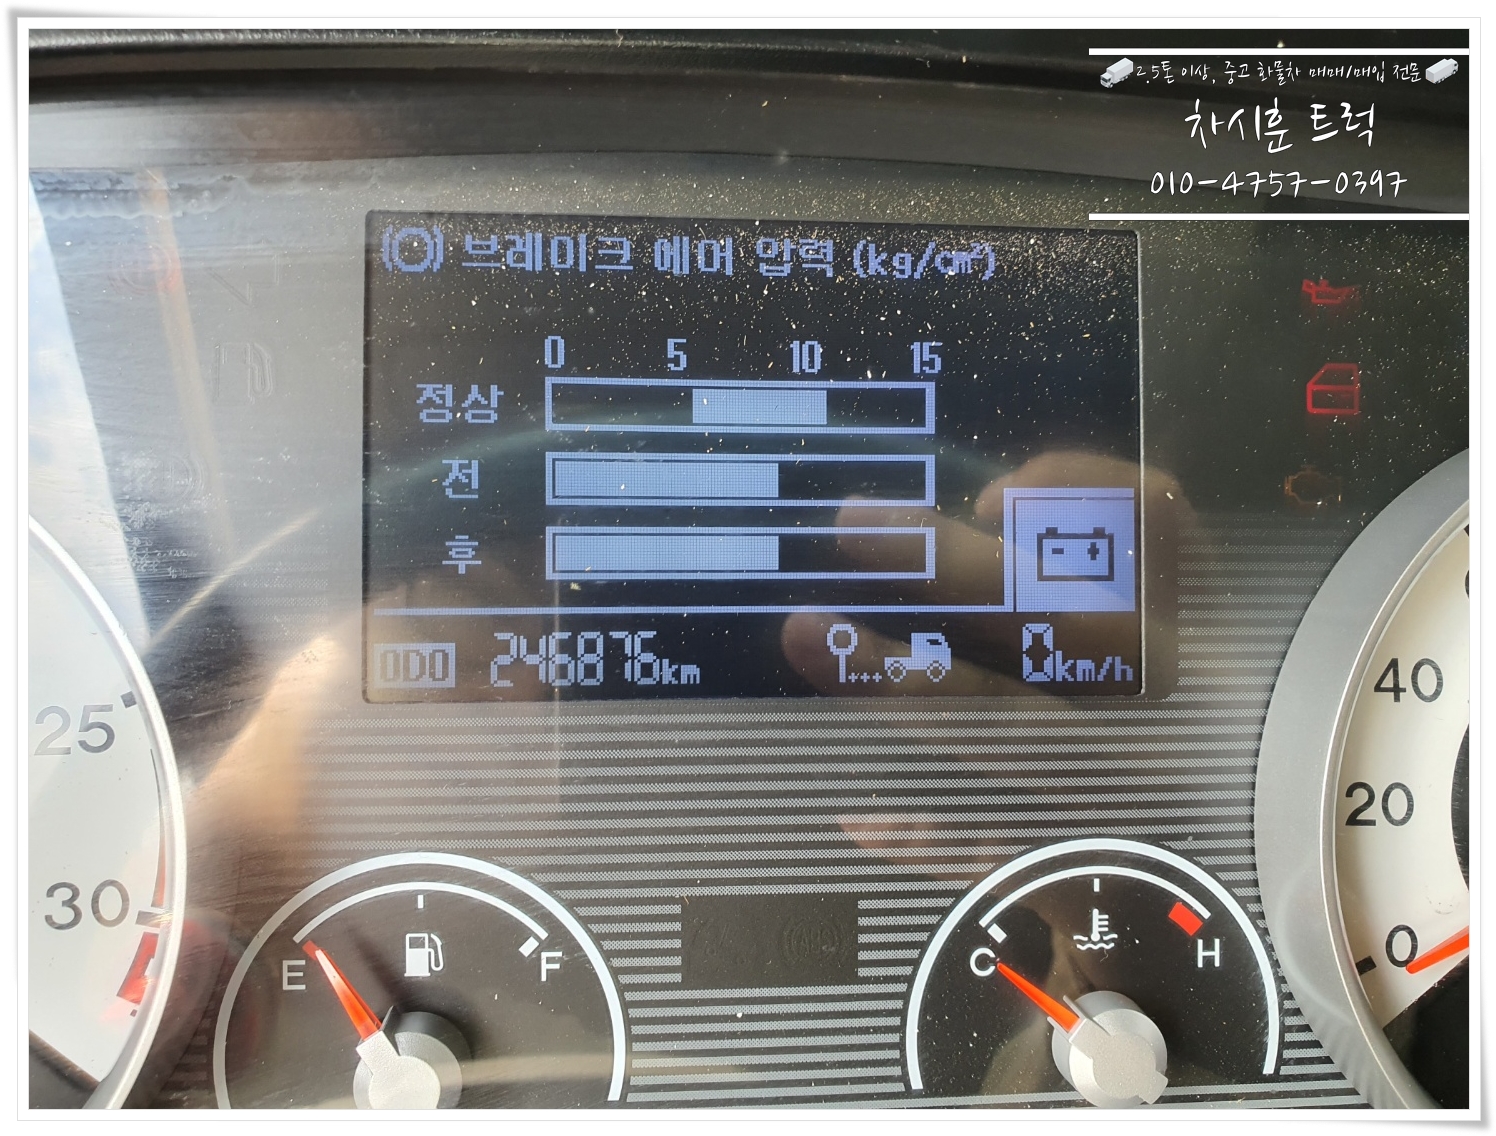 2.5톤 이상, 중고 화물차 매매/매입 전문
차시훈 트럭
010-4757-0397
브레이크 에어 압력 (kg/cm²)
0 5 10 15
정상
전
후
ODO 246876km 0km/h
25
30
E F
C H
40
20
0